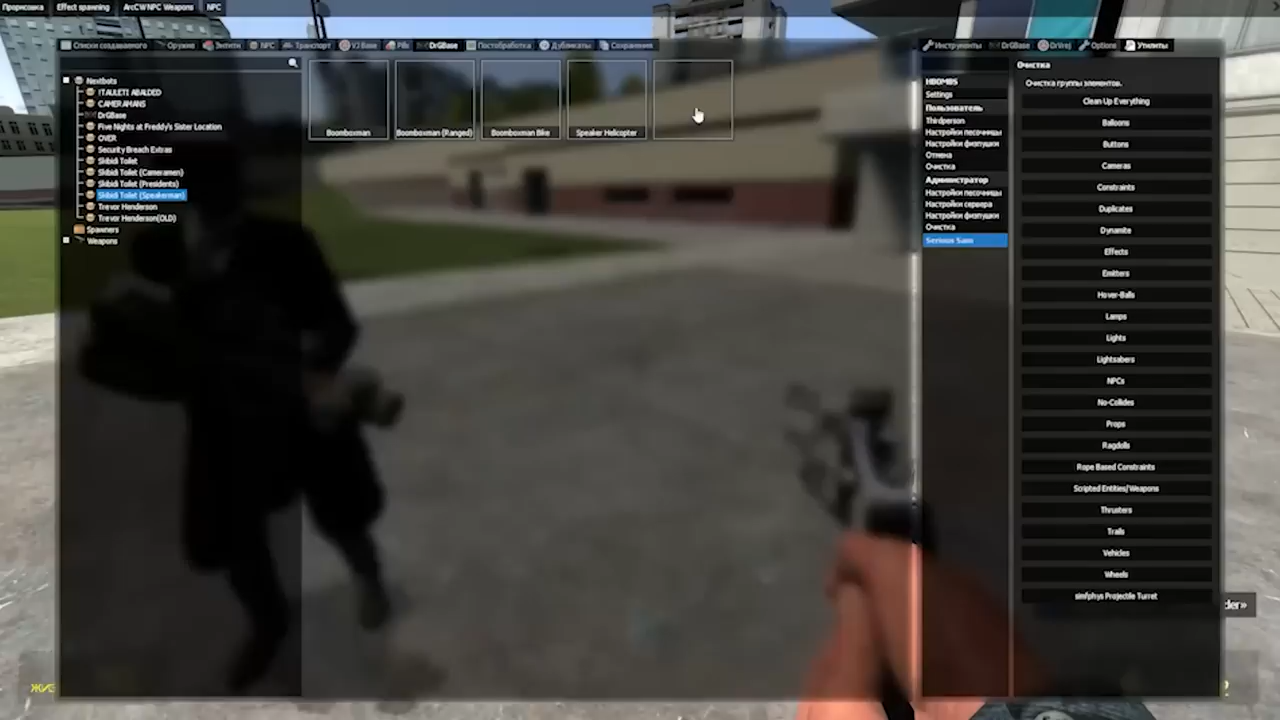 Прорисовка Effect spawning ArcCW NPC Weapons NPC
Списки создаваемого Оружие Энтити NPC Транспорт VJ Base DrGBase Постобработка Дубликаты Сохранения
Инструменты DrGBase DrVrej Options Утилиты
Nextbots
CAMERAMANS
DrGBase
Five Nights at Freddy's Sister Location
OVER
Security Breach Extras
Skibidi Toilet
Skibidi Toilet (Cameramen)
Skibidi Toilet (Presidents)
Skibidi Toilet (Speakerman)
Trevor Henderson
Trevor Henderson(OLD)
Spawners
Weapons
Boomboxman
Boomboxman (Ranged)
Boomboxman Bike
Speaker Helicopter
HBOMBS
Settings
Пользователь
Thirdperson
Настройки песочницы
Настройки физпушки
Отмена
Очистка
Администратор
Настройки песочницы
Настройки сервера
Настройки физпушки
Очистка
Serious Sam
Очистка
Очистка группы элементов.
Clean Up Everything
Balloons
Buttons
Cameras
Constraints
Duplicates
Dynamite
Effects
Emitters
Hover-Balls
Lamps
Lights
Lightsabers
NPCs
No-Collides
Props
Ragdolls
Rope Based Constraints
Scripted Entities/Weapons
Thrusters
Trails
Vehicles
Wheels
simfphys Projectile Turret
der»